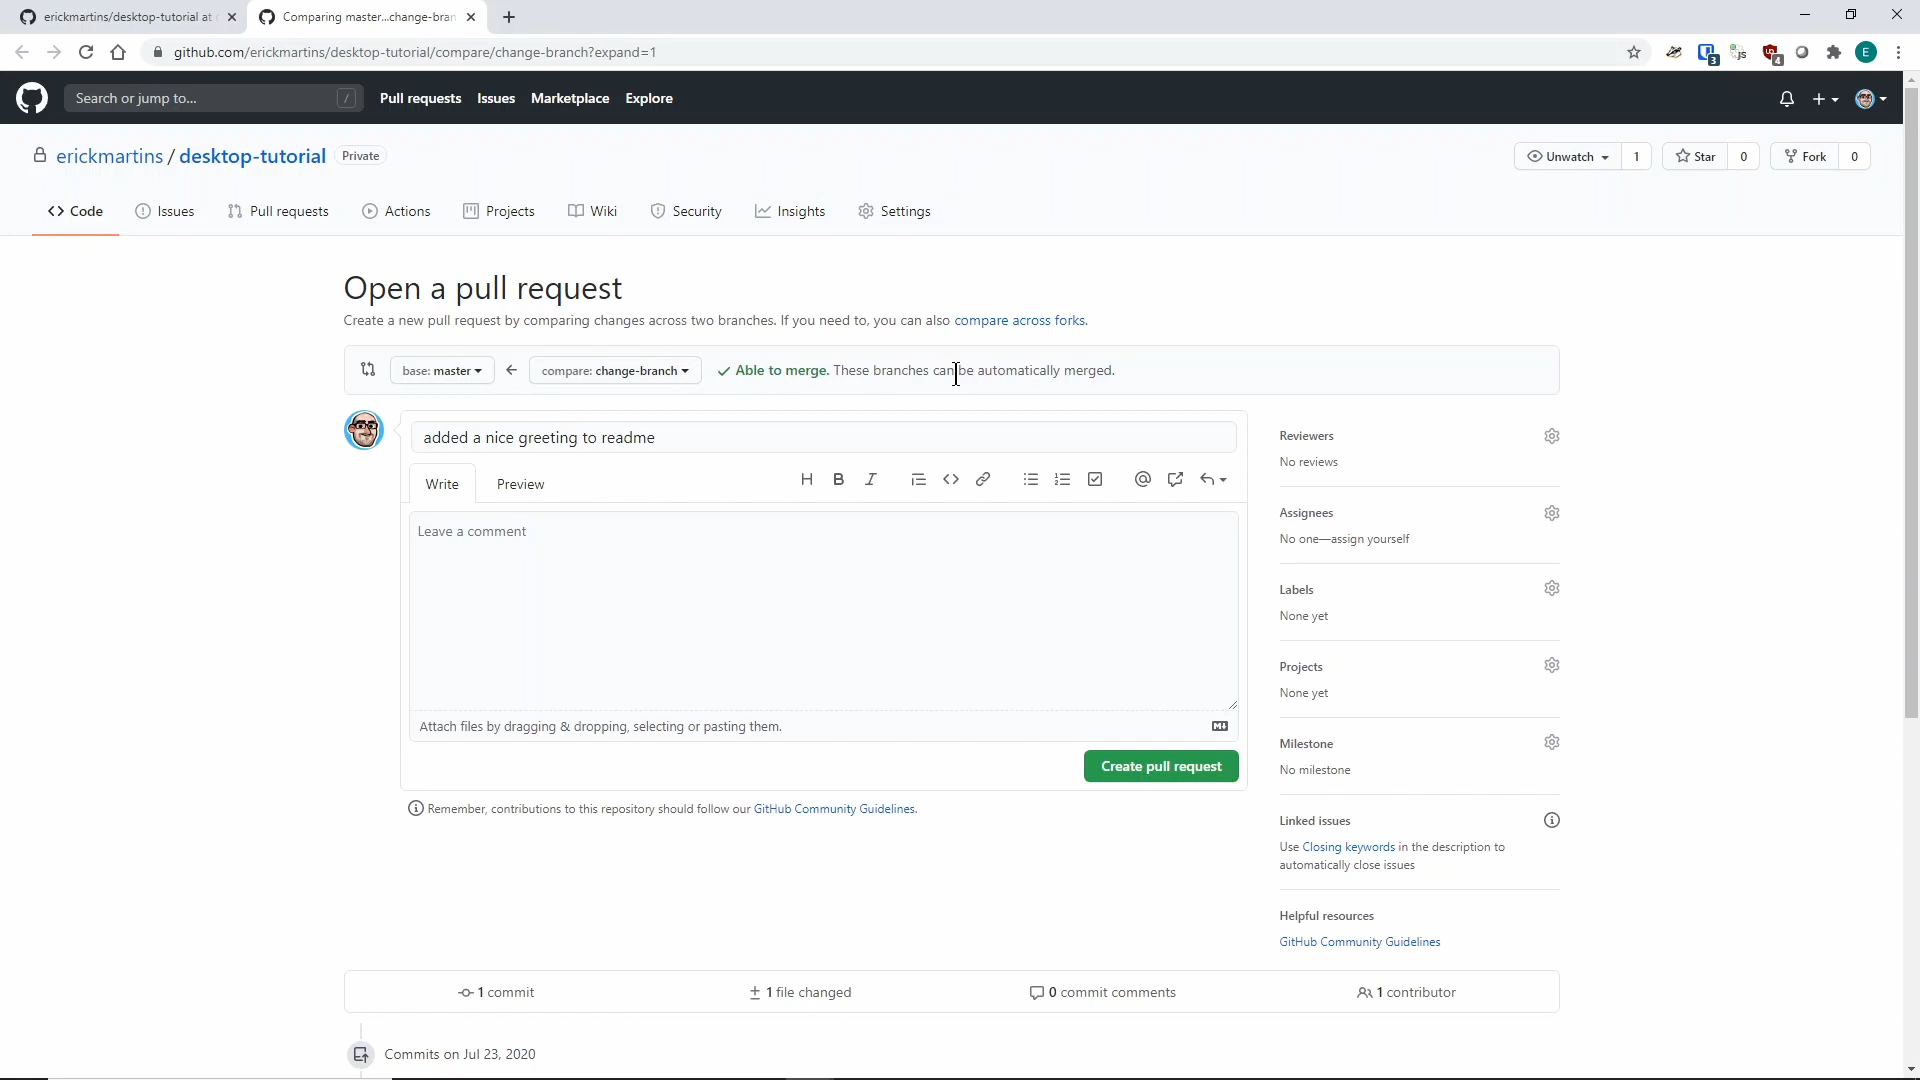 erickmartins/desktop-tutorial at
Comparing master...change-bran
github.com/erickmartins/desktop-tutorial/compare/change-branch?expand=1
3
JS
4
E
Search or jump to...
/
Pull requests
Issues
Marketplace
Explore
erickmartins / desktop-tutorial
Private
Unwatch
1
Star
0
Fork
0
Code
Issues
Pull requests
Actions
Projects
Wiki
Security
Insights
Settings
Open a pull request
Create a new pull request by comparing changes across two branches. If you need to, you can also compare across forks.
base: master
compare: change-branch
Able to merge. These branches can be automatically merged.
added a nice greeting to readme
Write
Preview
Leave a comment
Attach files by dragging & dropping, selecting or pasting them.
Create pull request
Remember, contributions to this repository should follow our GitHub Community Guidelines.
Reviewers
No reviews
Assignees
No one—assign yourself
Labels
None yet
Projects
None yet
Milestone
No milestone
Linked issues
Use Closing keywords in the description to
automatically close issues
Helpful resources
GitHub Community Guidelines
1 commit
1 file changed
0 commit comments
1 contributor
Commits on Jul 23, 2020